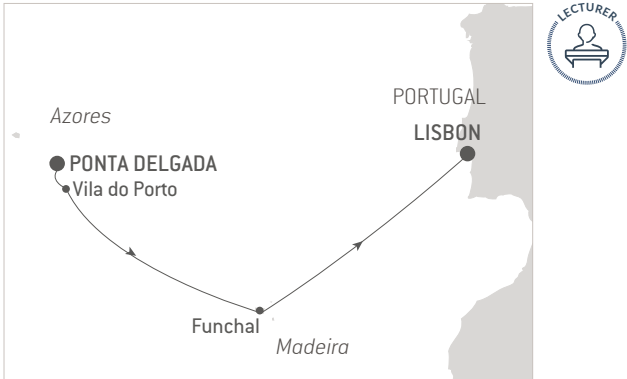 LECTURER
Azores
PORTUGAL
LISBON
PONTA DELGADA
Vila do Porto
Funchal
Madeira